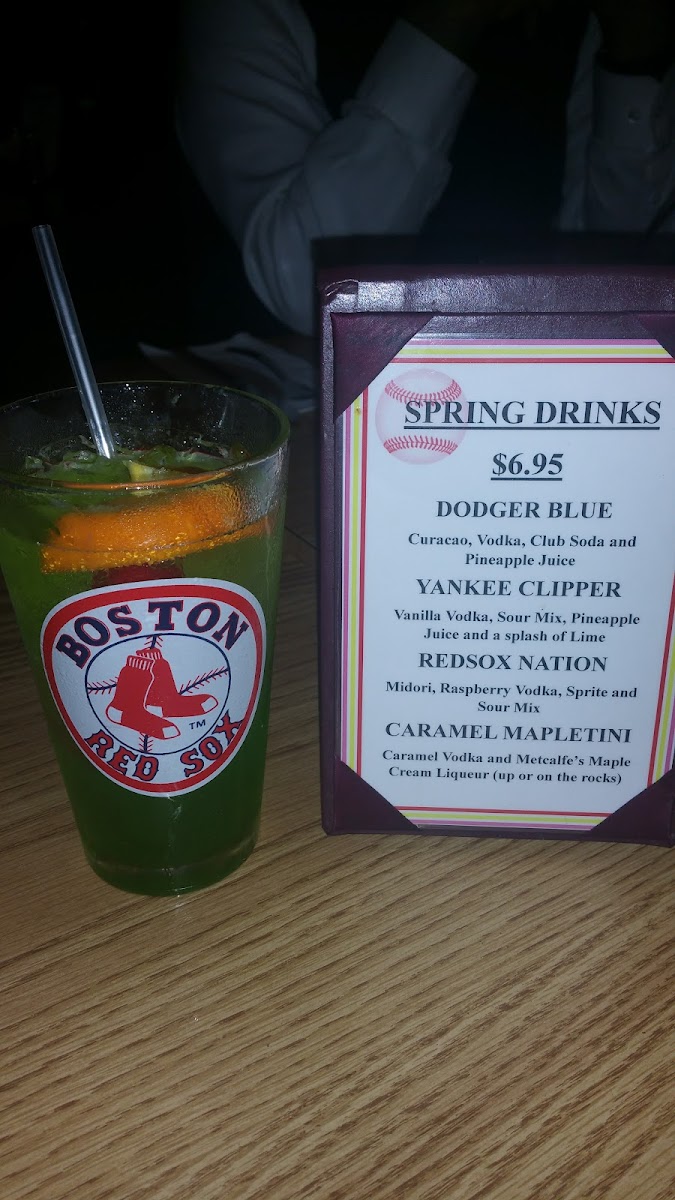 BOSTON
RED SOX
TM
SPRING DRINKS
$6.95
DODGER BLUE
Curacao, Vodka, Club Soda and
Pineapple Juice
YANKEE CLIPPER
Vanilla Vodka, Sour Mix, Pineapple
Juice and a splash of Lime
REDSOX NATION
Midori, Raspberry Vodka, Sprite and
Sour Mix
CARAMEL MAPLETINI
Caramel Vodka and Metcalfe's Maple
Cream Liqueur (up or on the rocks)